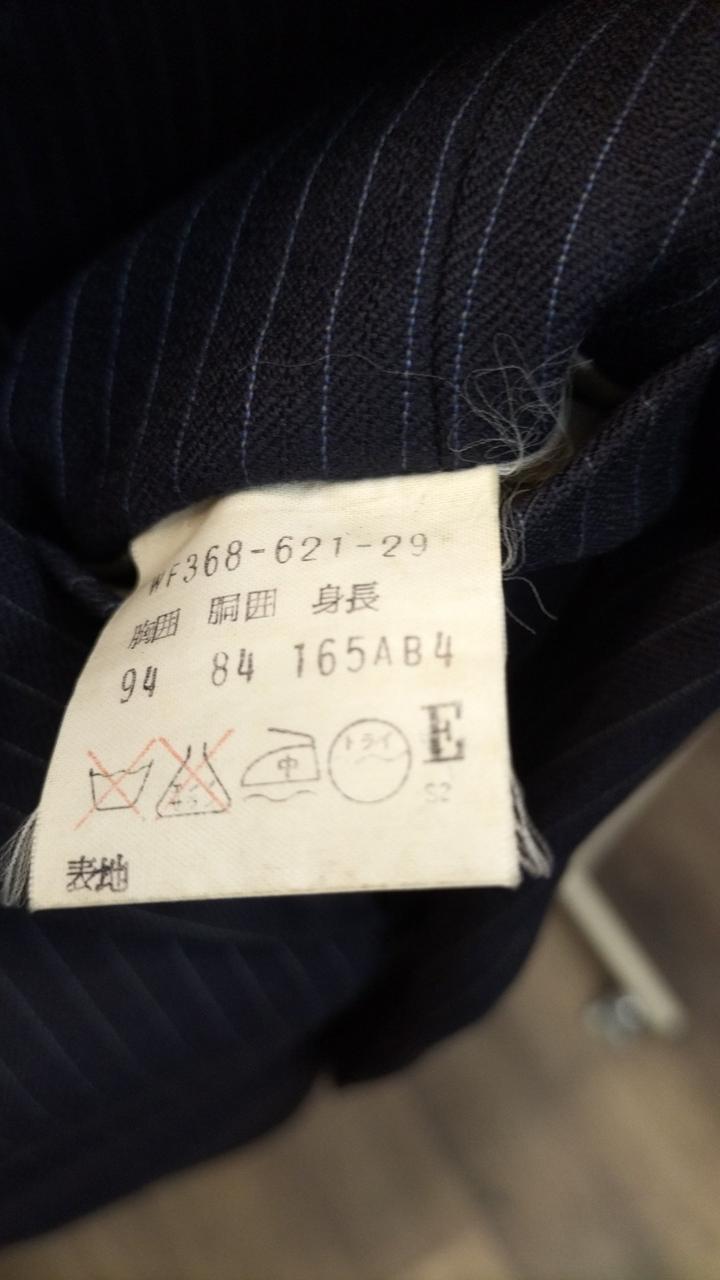 WF368-621-29
胸囲 胴囲 身長
94 84 165AB4
中 ドライ E
S2
表地